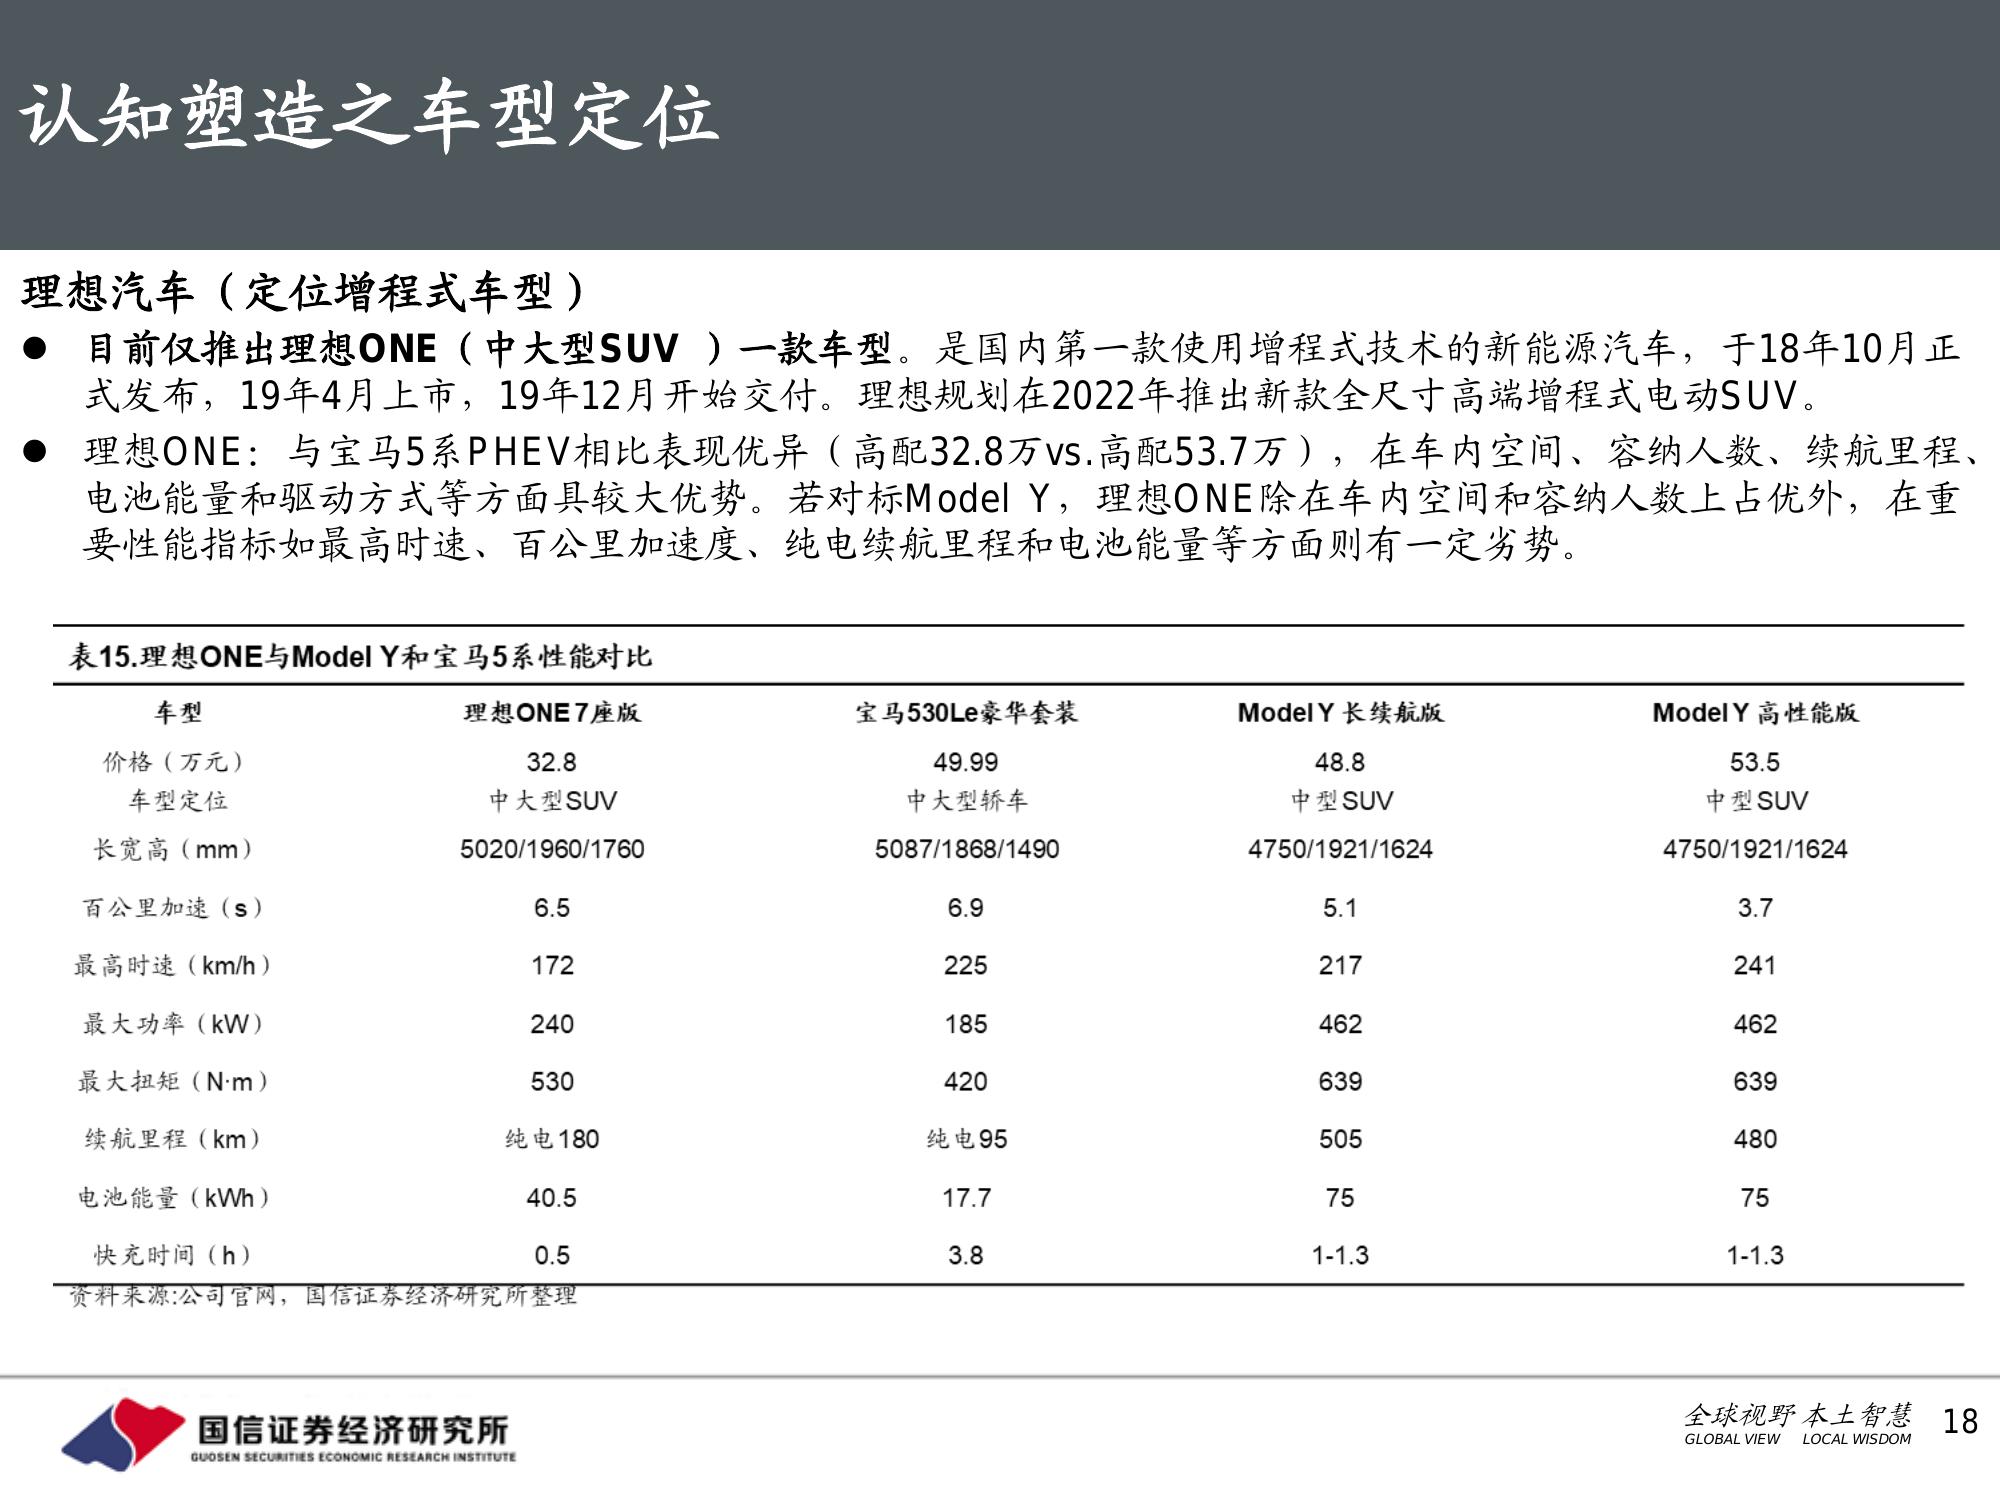 认知塑造之车型定位
理想汽车（定位增程式车型）
● 目前仅推出理想ONE（中大型SUV ）一款车型。是国内第一款使用增程式技术的新能源汽车，于18年10月正
式发布，19年4月上市，19年12月开始交付。理想规划在2022年推出新款全尺寸高端增程式电动SUV。
● 理想ONE：与宝马5系PHEV相比表现优异（高配32.8万vs.高配53.7万），在车内空间、容纳人数、续航里程、
电池能量和驱动方式等方面具较大优势。若对标Model Y，理想ONE除在车内空间和容纳人数上占优外，在重
要性能指标如最高时速、百公里加速度、纯电续航里程和电池能量等方面则有一定劣势。
表15.理想ONE与Model Y和宝马5系性能对比
车型 理想ONE 7座版 宝马530Le豪华套装 Model Y 长续航版 Model Y 高性能版
价格（万元） 32.8 49.99 48.8 53.5
车型定位 中大型SUV 中大型轿车 中型SUV 中型SUV
长宽高（mm） 5020/1960/1760 5087/1868/1490 4750/1921/1624 4750/1921/1624
百公里加速（s） 6.5 6.9 5.1 3.7
最高时速（km/h） 172 225 217 241
最大功率（kW） 240 185 462 462
最大扭矩（N·m） 530 420 639 639
续航里程（km） 纯电180 纯电95 505 480
电池能量（kWh） 40.5 17.7 75 75
快充时间（h） 0.5 3.8 1-1.3 1-1.3
资料来源:公司官网，国信证券经济研究所整理
国信证券经济研究所
GUOSEN SECURITIES ECONOMIC RESEARCH INSTITUTE
全球视野 本土智慧
GLOBAL VIEW LOCAL WISDOM
18